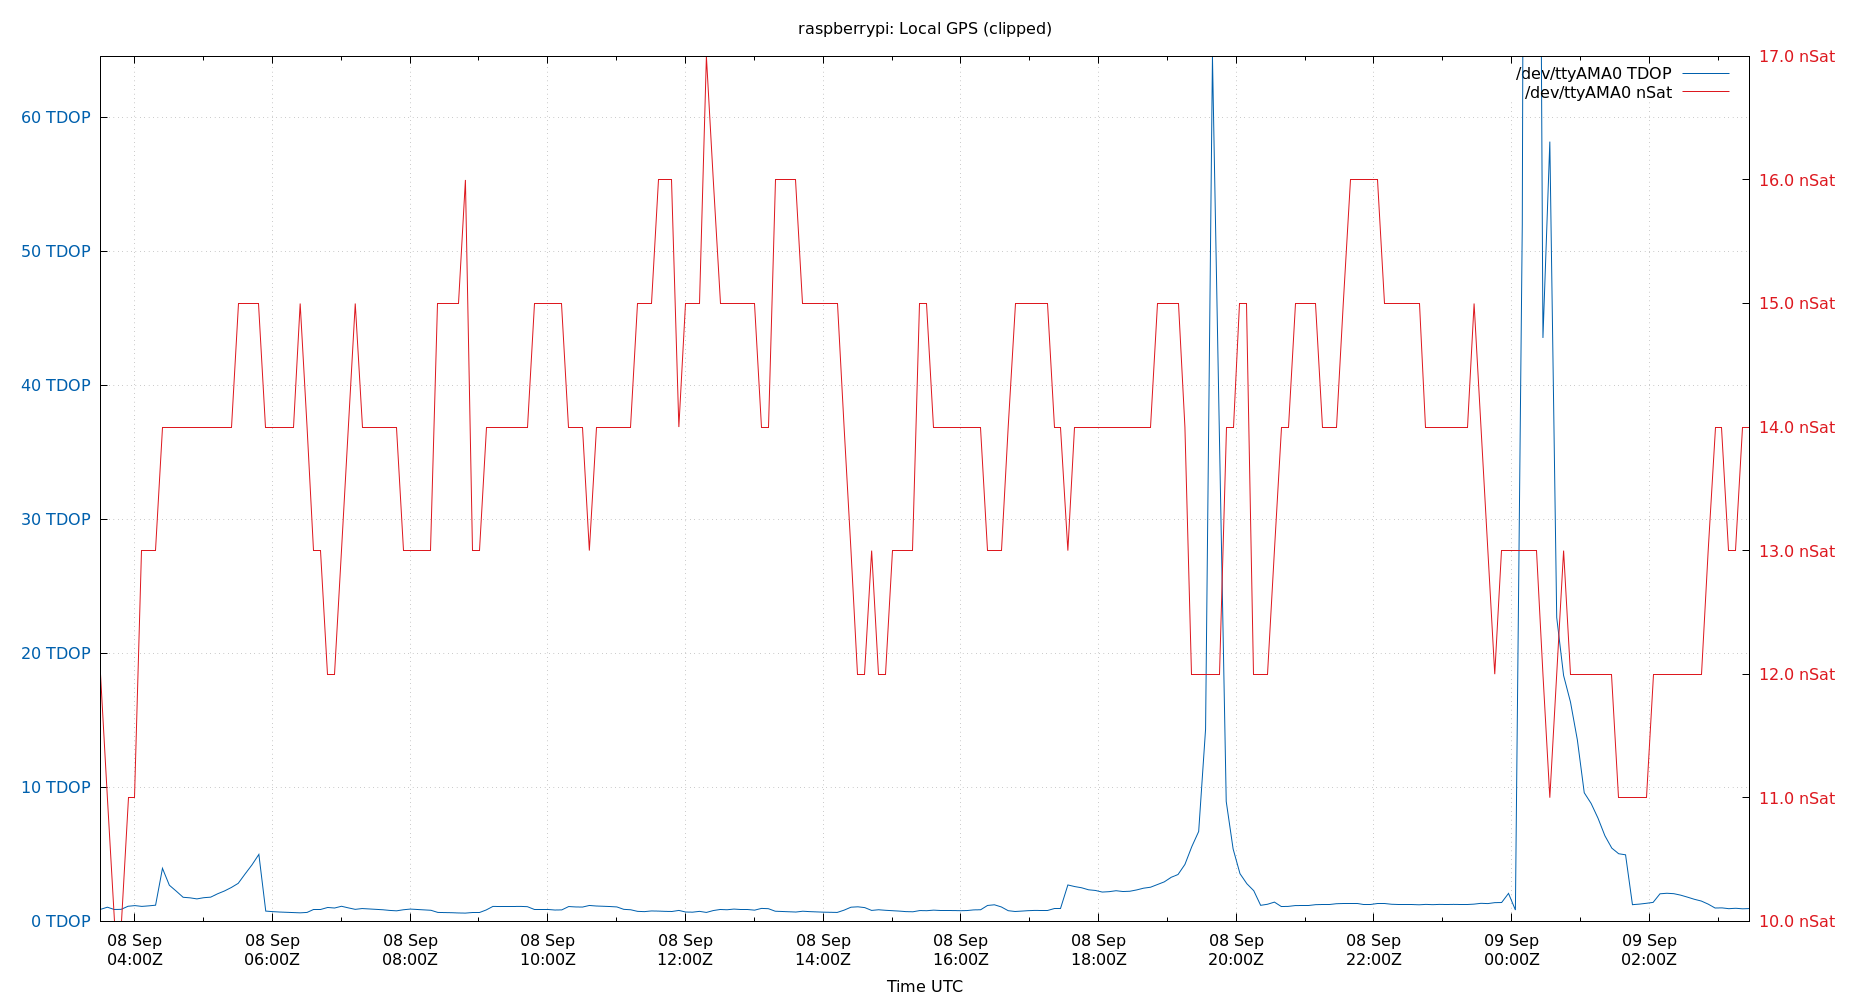 raspberrypi: Local GPS (clipped)
/dev/ttyAMA0 TDOP
/dev/ttyAMA0 nSat
60 TDOP
50 TDOP
40 TDOP
30 TDOP
20 TDOP
10 TDOP
0 TDOP
17.0 nSat
16.0 nSat
15.0 nSat
14.0 nSat
13.0 nSat
12.0 nSat
11.0 nSat
10.0 nSat
08 Sep
04:00Z
08 Sep
06:00Z
08 Sep
08:00Z
08 Sep
10:00Z
08 Sep
12:00Z
08 Sep
14:00Z
08 Sep
16:00Z
08 Sep
18:00Z
08 Sep
20:00Z
08 Sep
22:00Z
09 Sep
00:00Z
09 Sep
02:00Z
Time UTC